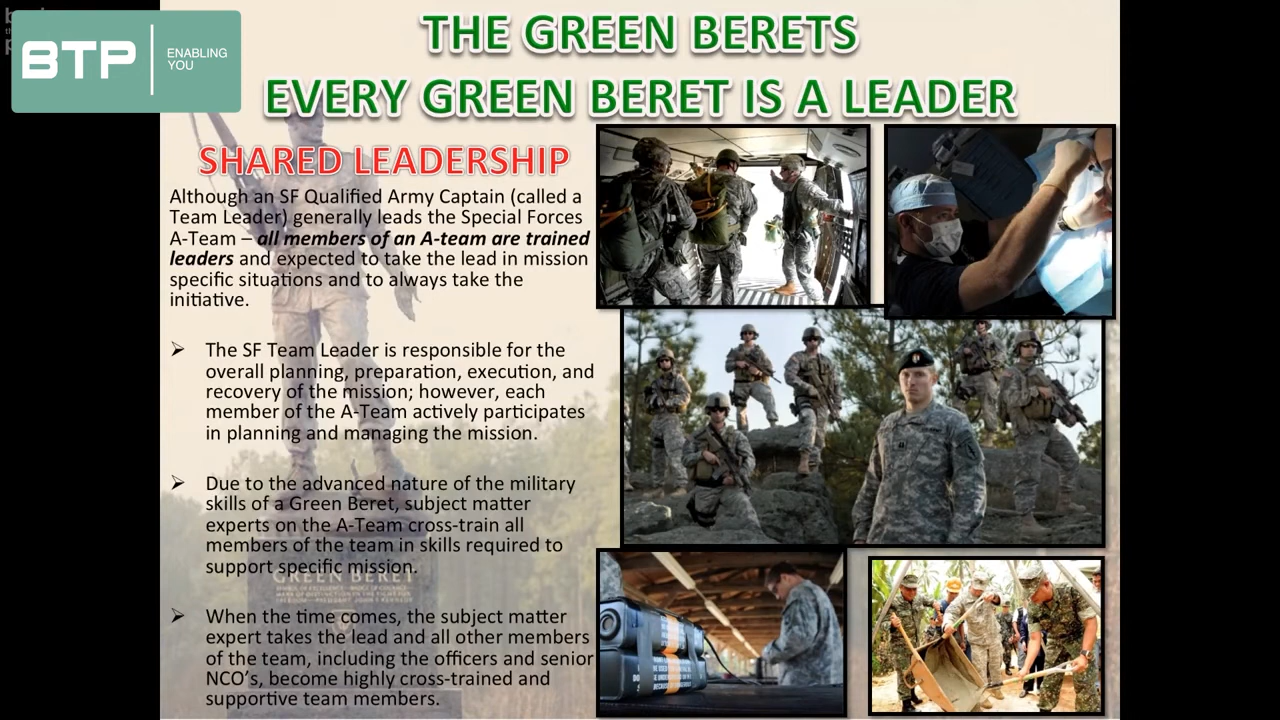 BTP
ENABLING
YOU
THE GREEN BERETS
EVERY GREEN BERET IS A LEADER
SHARED LEADERSHIP
Although an SF Qualified Army Captain (called a
Team Leader) generally leads the Special Forces
A-Team – all members of an A-team are trained
leaders and expected to take the lead in mission
specific situations and to always take the
initiative.
➢ The SF Team Leader is responsible for the
overall planning, preparation, execution, and
recovery of the mission; however, each
member of the A-Team actively participates
in planning and managing the mission.
➢ Due to the advanced nature of the military
skills of a Green Beret, subject matter
experts on the A-Team cross-train all
members of the team in skills required to
support specific mission.
GREEN BERET
➢ When the time comes, the subject matter
expert takes the lead and all other members
of the team, including the officers and senior
NCO's, become highly cross-trained and
supportive team members.